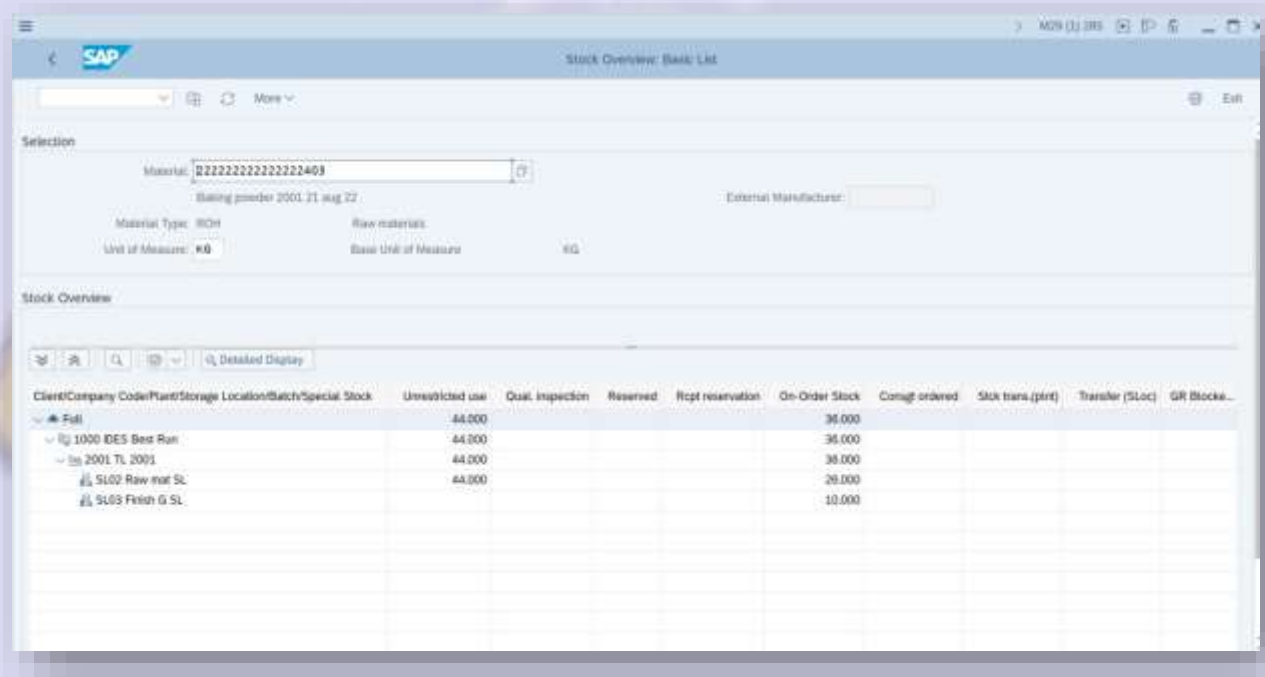 SAP
Stock Overview: Basic List
More
Exit
Selection
Material:
Baking powder 2001 21 aug 22
External Manufacturer:
Material Type: ROH Raw materials
Unit of Measure: KG Base Unit of Measure KG
Stock Overview
Detailed Display
Client/Company Code/Plant/Storage Location/Batch/Special Stock Unrestricted use Qual. inspection Reserved Rcpt reservation On-Order Stock Consgt ordered Stck trans.(plnt) Transfer (SLoc) GR Blocke...
Full 44.000 36.000
1000 IDES Best Run 44.000 36.000
2001 TL 2001 44.000 36.000
SL02 Raw mat SL 44.000 26.000
SL03 Finish G SL 10.000